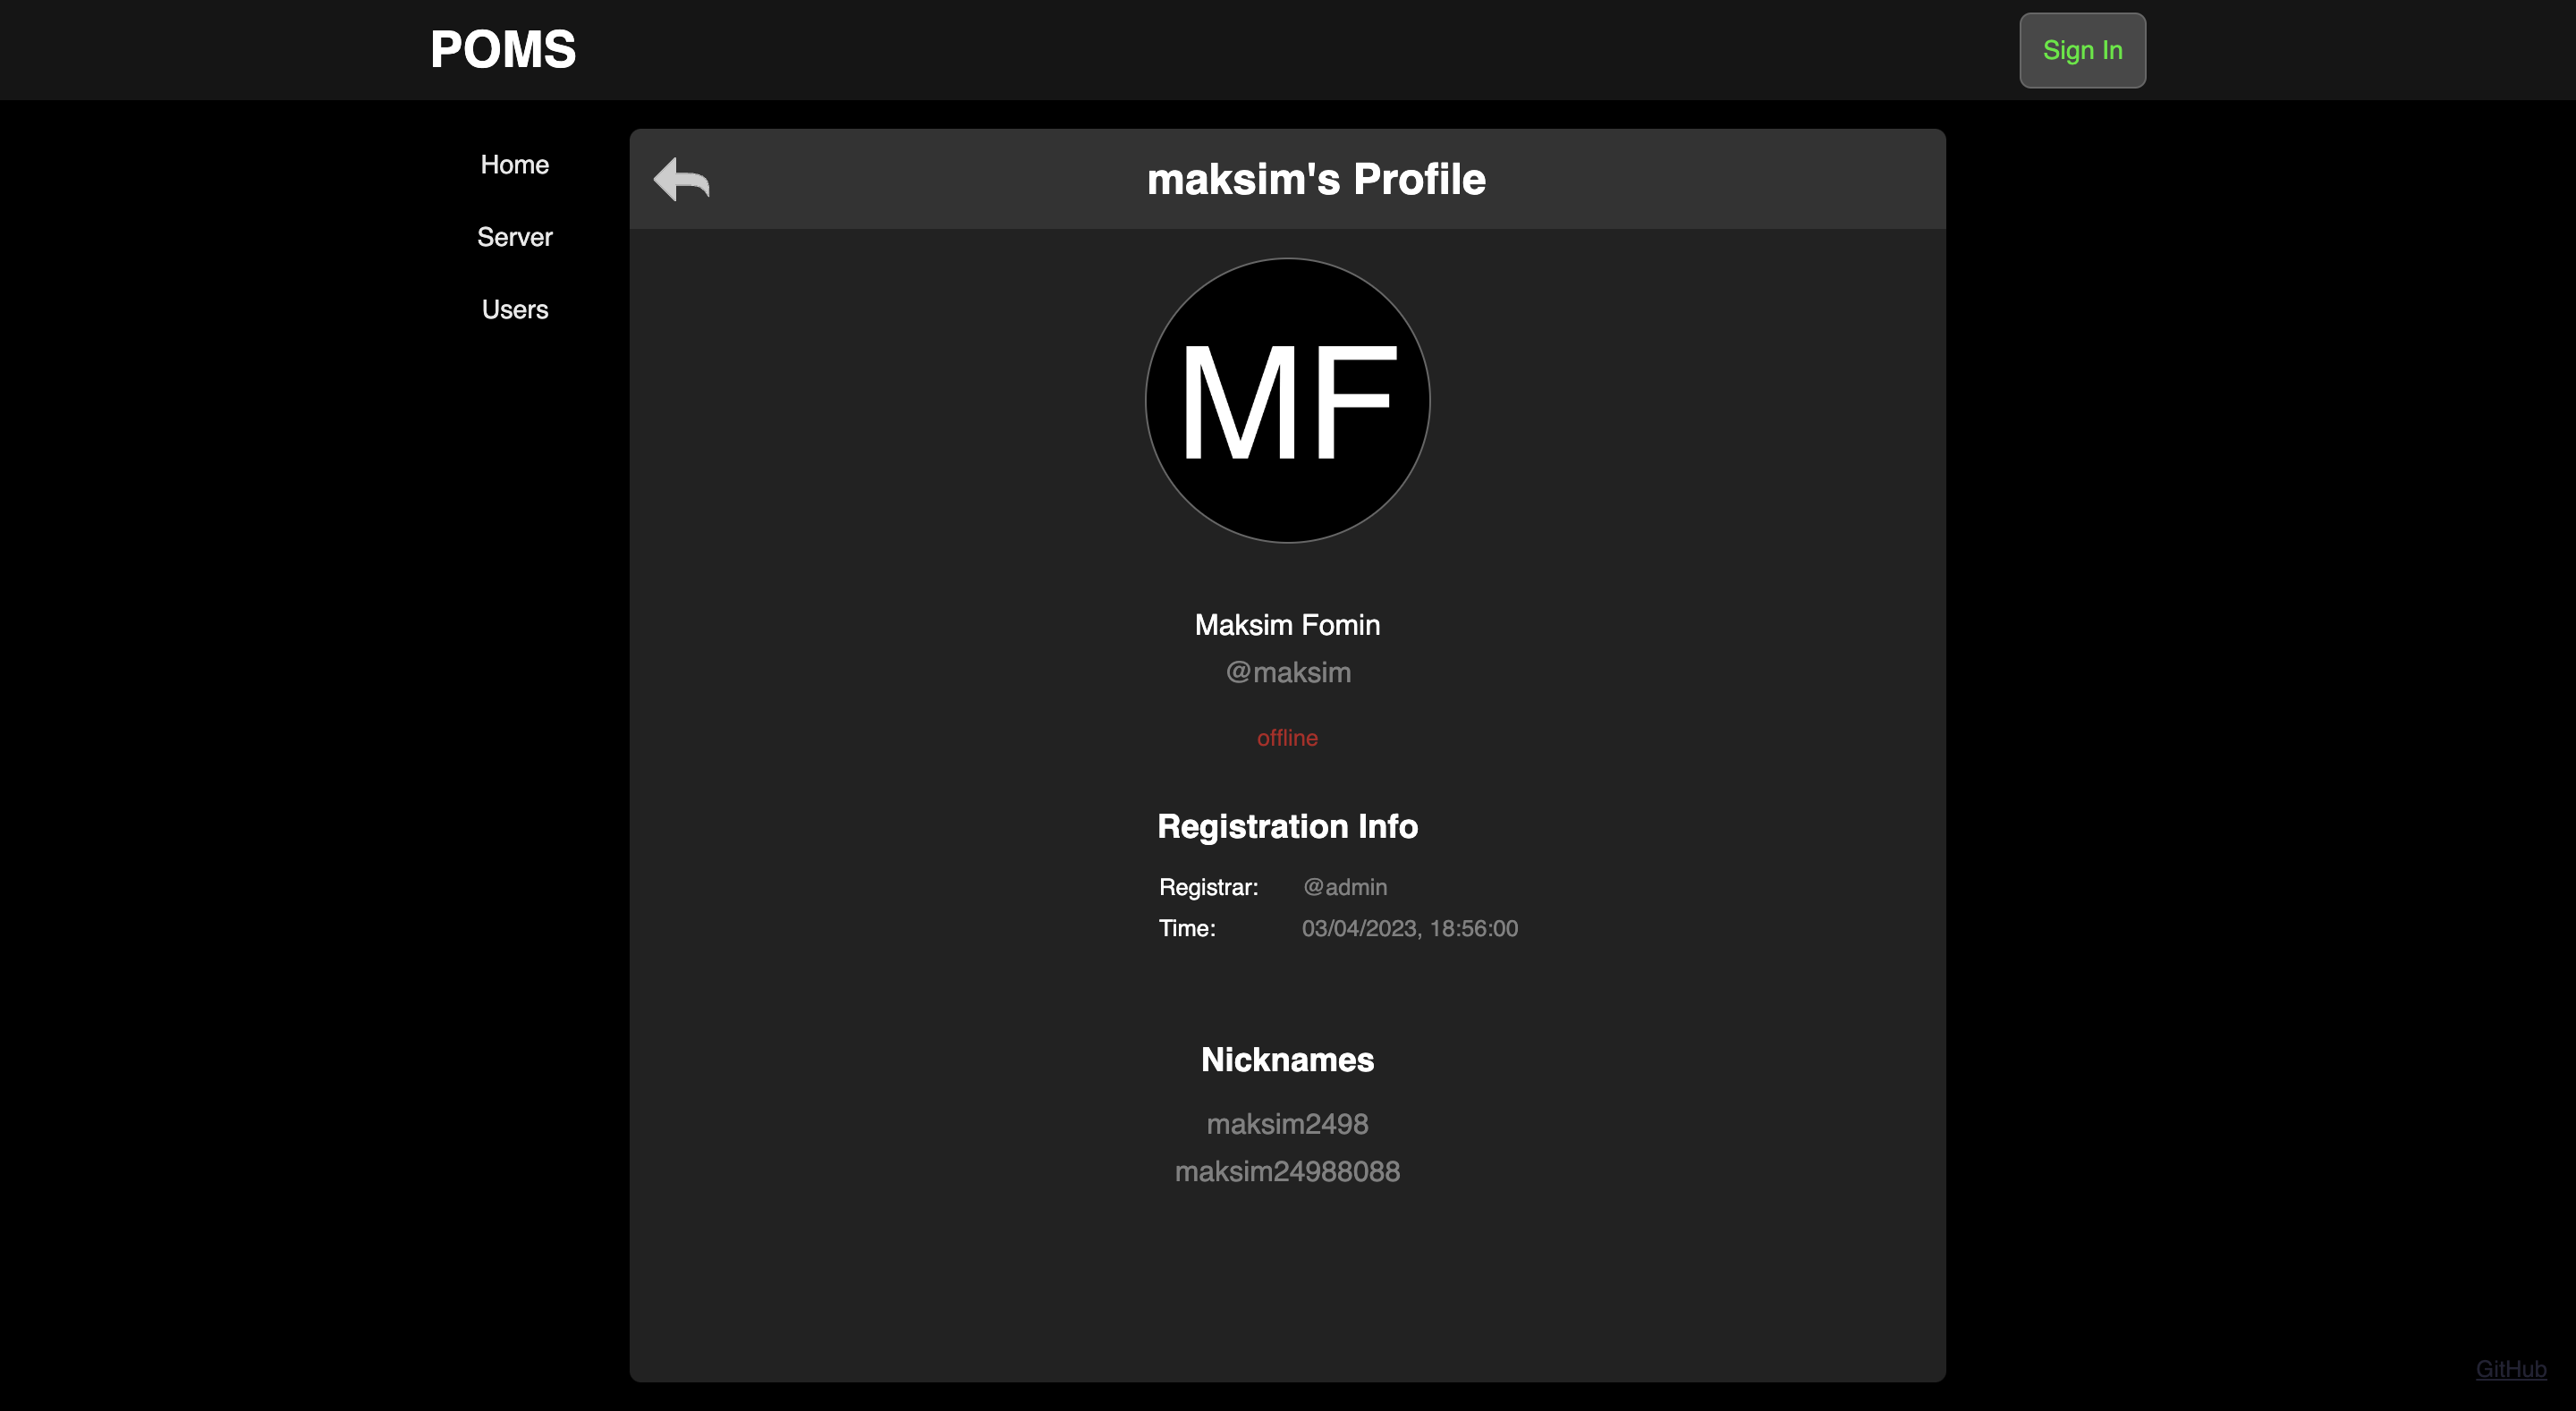 POMS
Sign In
Home
Server
Users
maksim's Profile
MF
Maksim Fomin
@maksim
offline
Registration Info
Registrar: @admin
Time: 03/04/2023, 18:56:00
Nicknames
maksim2498
maksim24988088
GitHub